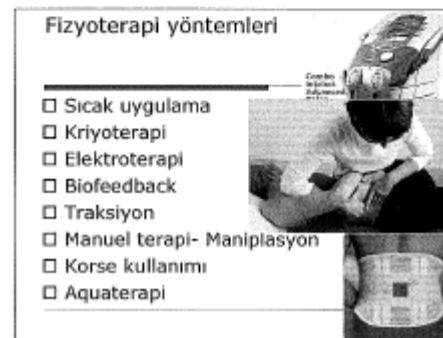 Fizyoterapi yöntemleri
Sıcak uygulama
Kriyoterapi
Elektroterapi
Biofeedback
Traksiyon
Manuel terapi- Maniplasyon
Korse kullanımı
Aquaterapi